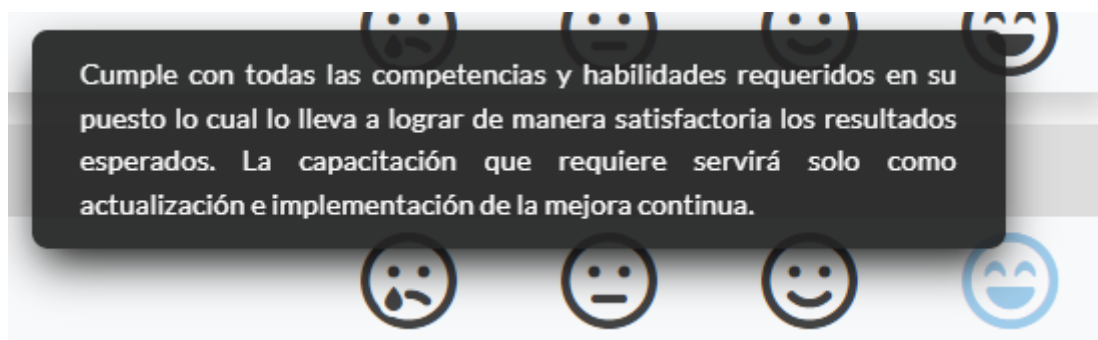 Cumple con todas las competencias y habilidades requeridos en su
puesto lo cual lo lleva a lograr de manera satisfactoria los resultados
esperados. La capacitación que requiere servirá solo como
actualización e implementación de la mejora continua.